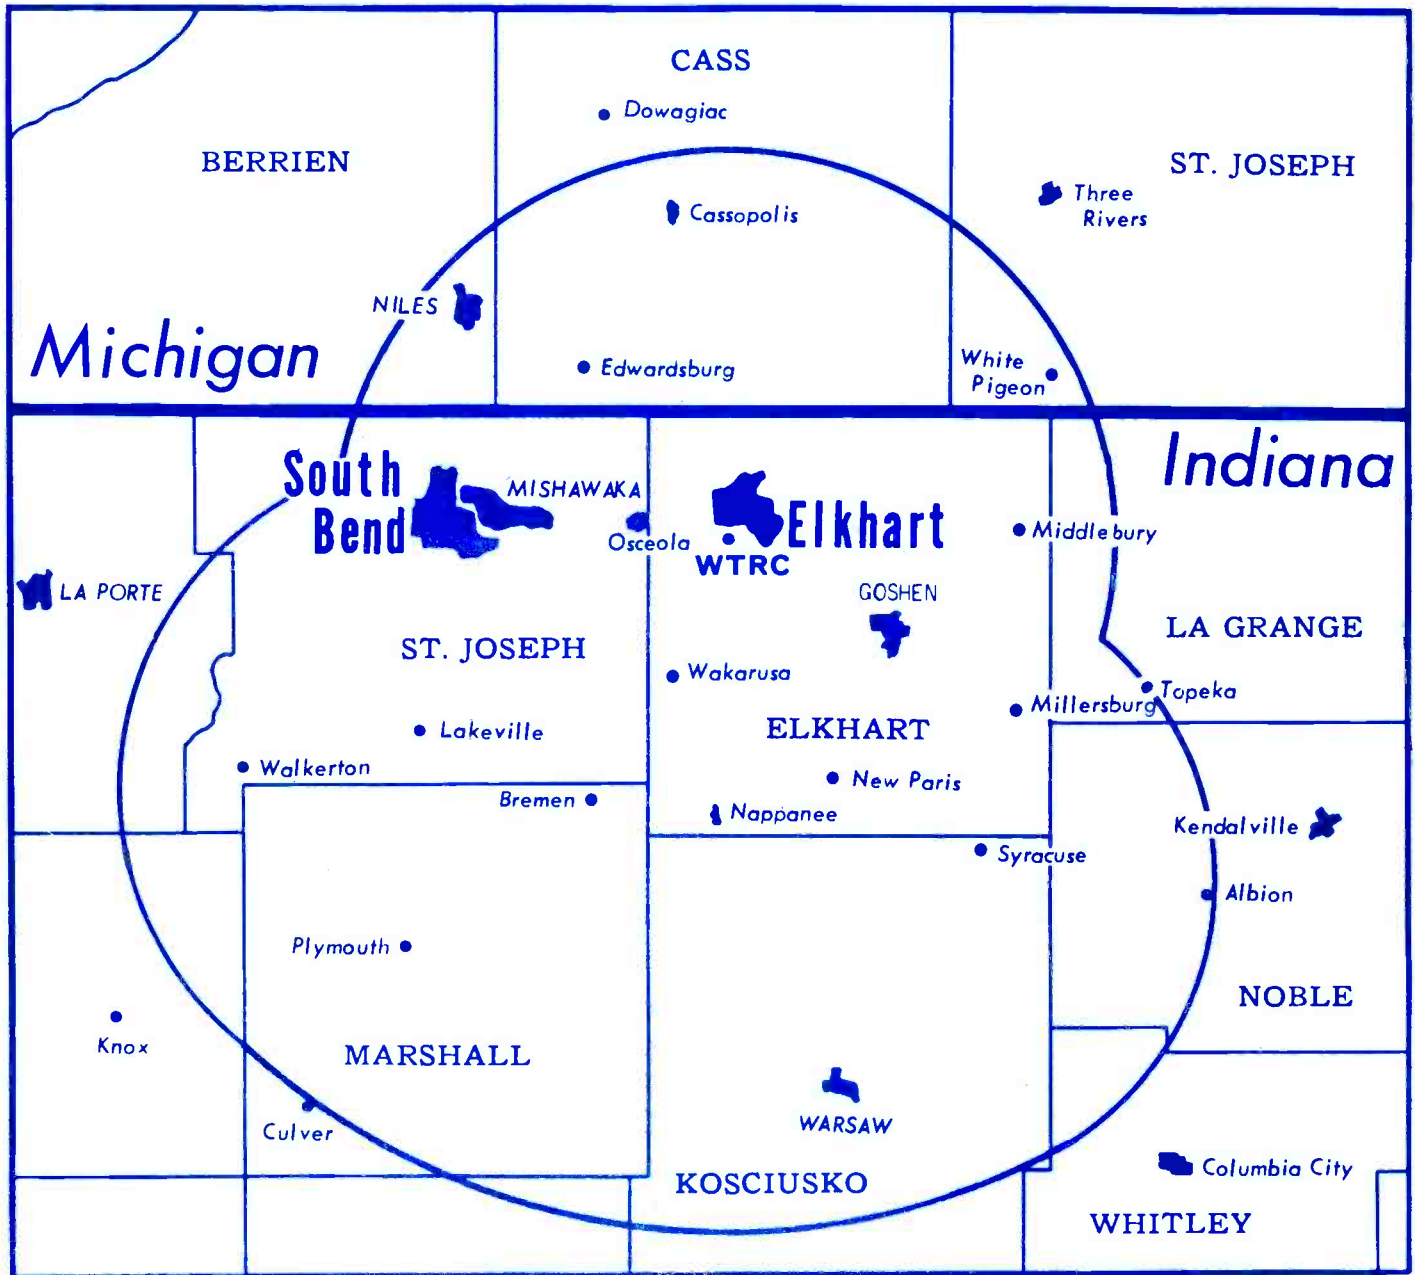 CASS
Dowagiac
BERRIEN
ST. JOSEPH
Three
Rivers
Cassopolis
NILES
Michigan
Edwardsburg
White
Pigeon
Indiana
South
Bend
MISHAWAKA
Osceola
Elkhart
WTRC
Middlebury
LA PORTE
GOSHEN
ST. JOSEPH
LA GRANGE
Wakarusa
Topeka
Millersburg
Lakeville
ELKHART
Walkerton
New Paris
Bremen
Nappanee
Kendalville
Syracuse
Albion
Plymouth
NOBLE
Knox
MARSHALL
WARSAW
Culver
Columbia City
KOSCIUSKO
WHITLEY